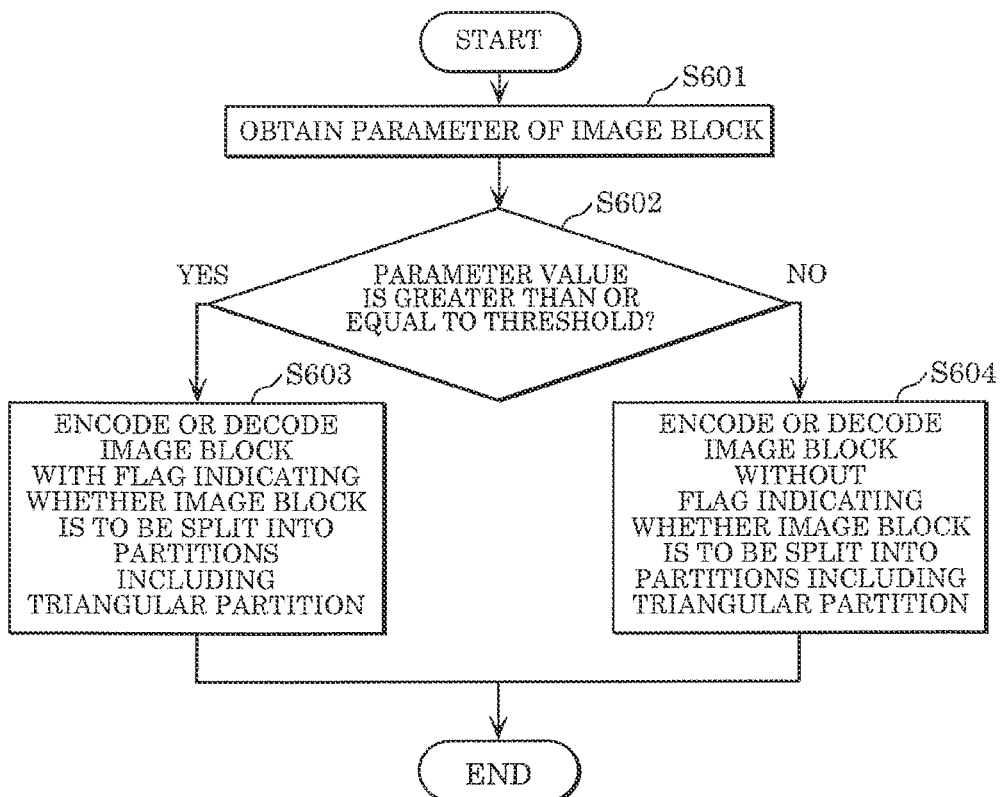 START
S601
OBTAIN PARAMETER OF IMAGE BLOCK
S602
YES
PARAMETER VALUE
IS GREATER THAN OR
EQUAL TO THRESHOLD?
NO
S603
ENCODE OR DECODE
IMAGE BLOCK
WITH FLAG INDICATING
WHETHER IMAGE BLOCK
IS TO BE SPLIT INTO
PARTITIONS
INCLUDING
TRIANGULAR PARTITION
S604
ENCODE OR DECODE
IMAGE BLOCK
WITHOUT
FLAG INDICATING
WHETHER IMAGE BLOCK
IS TO BE SPLIT INTO
PARTITIONS INCLUDING
TRIANGULAR PARTITION
END